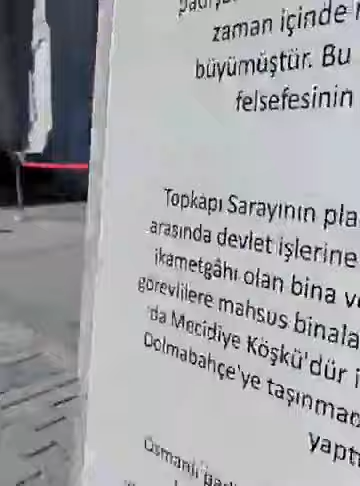 zaman içinde
büyümüştür. Bu
felsefesinin
Topkapı Sarayının pla
arasında devlet işlerine
ikametgâhı olan bina v
görevlilere mahsus binala
da Mecidiye Köşkü'dür i
Dolmabahçe'ye taşınmad
yaptı
Osmanlı